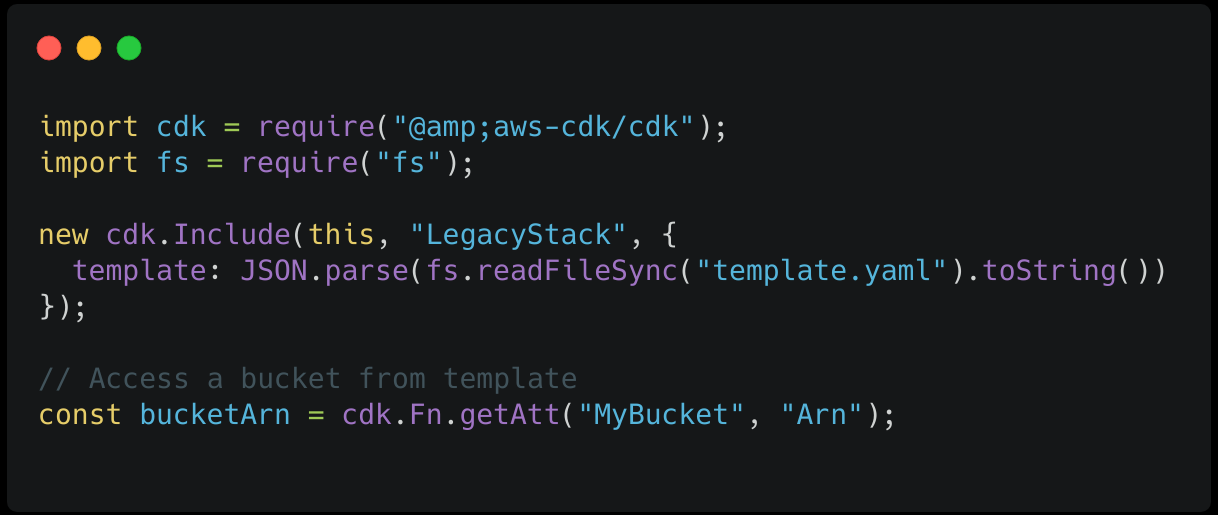 import cdk = require("@amp;aws-cdk/cdk");
import fs = require("fs");

new cdk.Include(this, "LegacyStack", {
  template: JSON.parse(fs.readFileSync("template.yaml").toString())
});

// Access a bucket from template
const bucketArn = cdk.Fn.getAtt("MyBucket", "Arn");